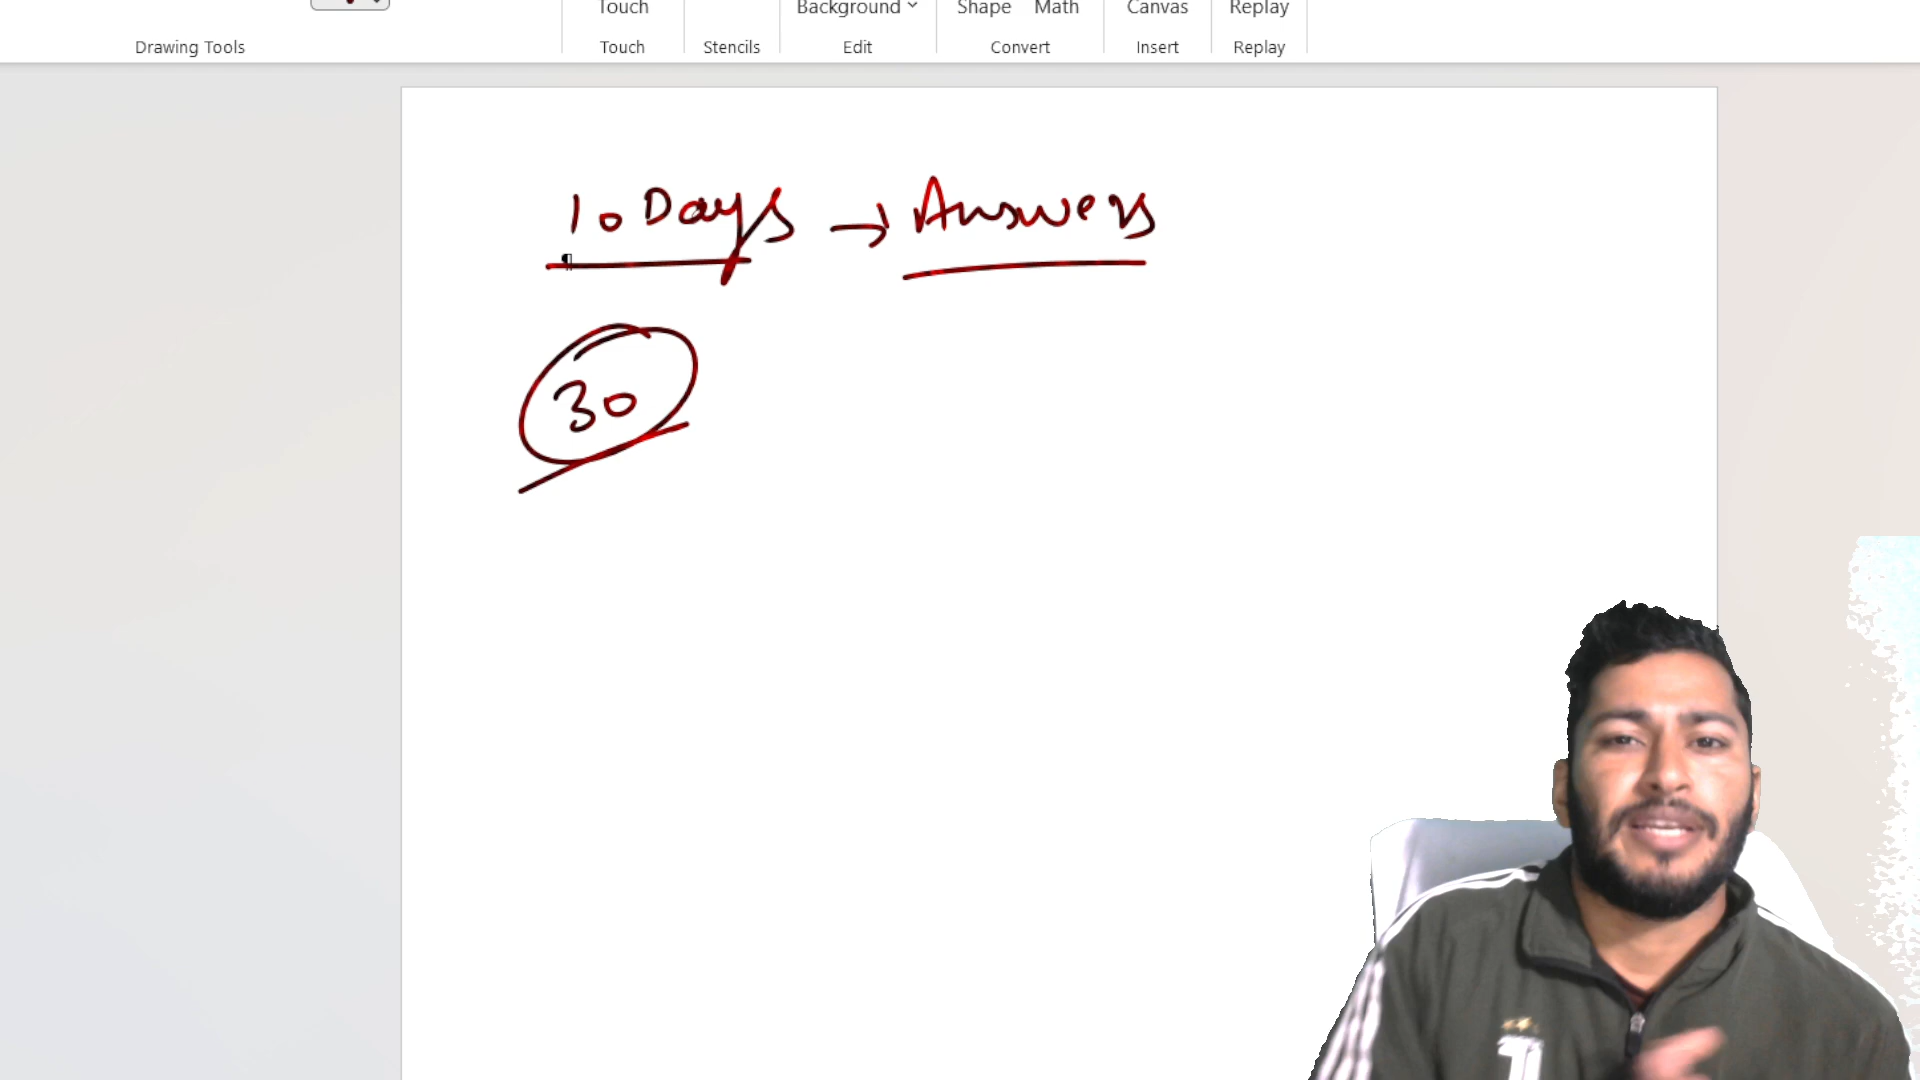 Touch Background Shape Math Canvas Replay
Drawing Tools Touch Stencils Edit Convert Insert Replay
10 Days → Answers
30